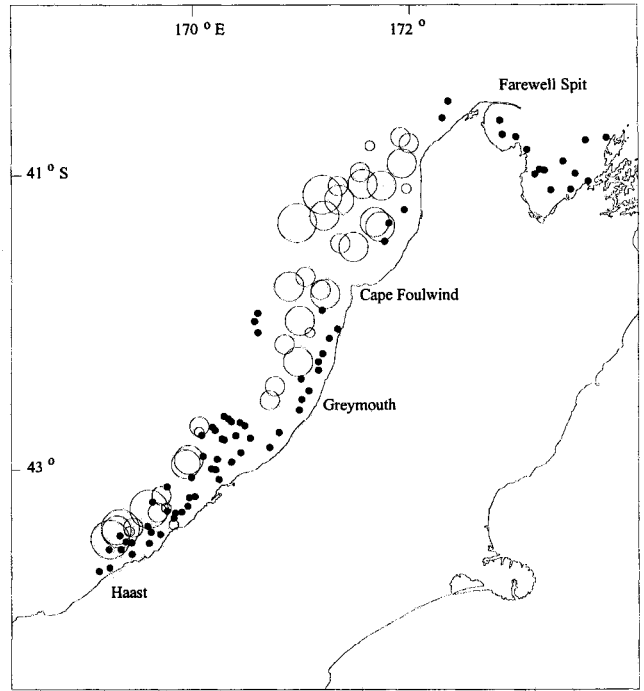 170 ° E
172 °
Farewell Spit
41 ° S
Cape Foulwind
Greymouth
43 °
Haast